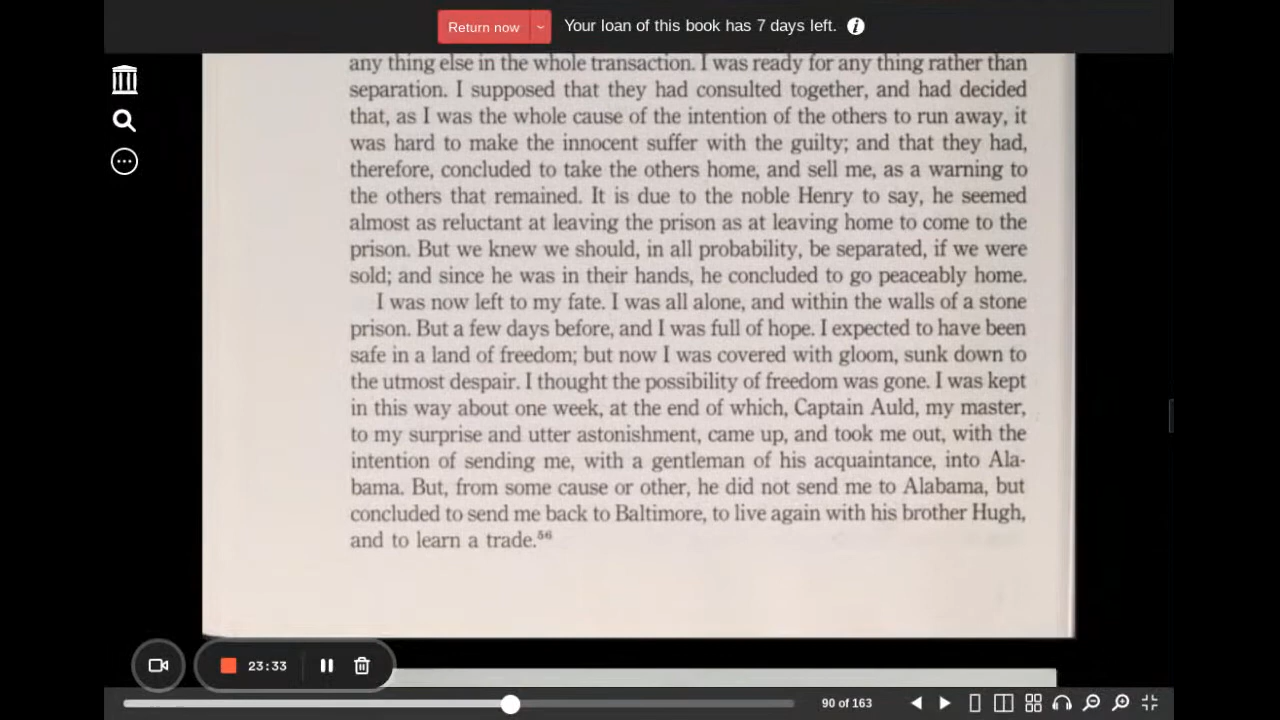 Return now
Your loan of this book has 7 days left.
any thing else in the whole transaction. I was ready for any thing rather than
separation. I supposed that they had consulted together, and had decided
that, as I was the whole cause of the intention of the others to run away, it
was hard to make the innocent suffer with the guilty; and that they had,
therefore, concluded to take the others home, and sell me, as a warning to
the others that remained. It is due to the noble Henry to say, he seemed
almost as reluctant at leaving the prison as at leaving home to come to the
prison. But we knew we should, in all probability, be separated, if we were
sold; and since he was in their hands, he concluded to go peaceably home.
I was now left to my fate. I was all alone, and within the walls of a stone
prison. But a few days before, and I was full of hope. I expected to have been
safe in a land of freedom; but now I was covered with gloom, sunk down to
the utmost despair. I thought the possibility of freedom was gone. I was kept
in this way about one week, at the end of which, Captain Auld, my master,
to my surprise and utter astonishment, came up, and took me out, with the
intention of sending me, with a gentleman of his acquaintance, into Ala-
bama. But, from some cause or other, he did not send me to Alabama, but
concluded to send me back to Baltimore, to live again with his brother Hugh,
and to learn a trade.⁵⁶
23:33
90 of 163